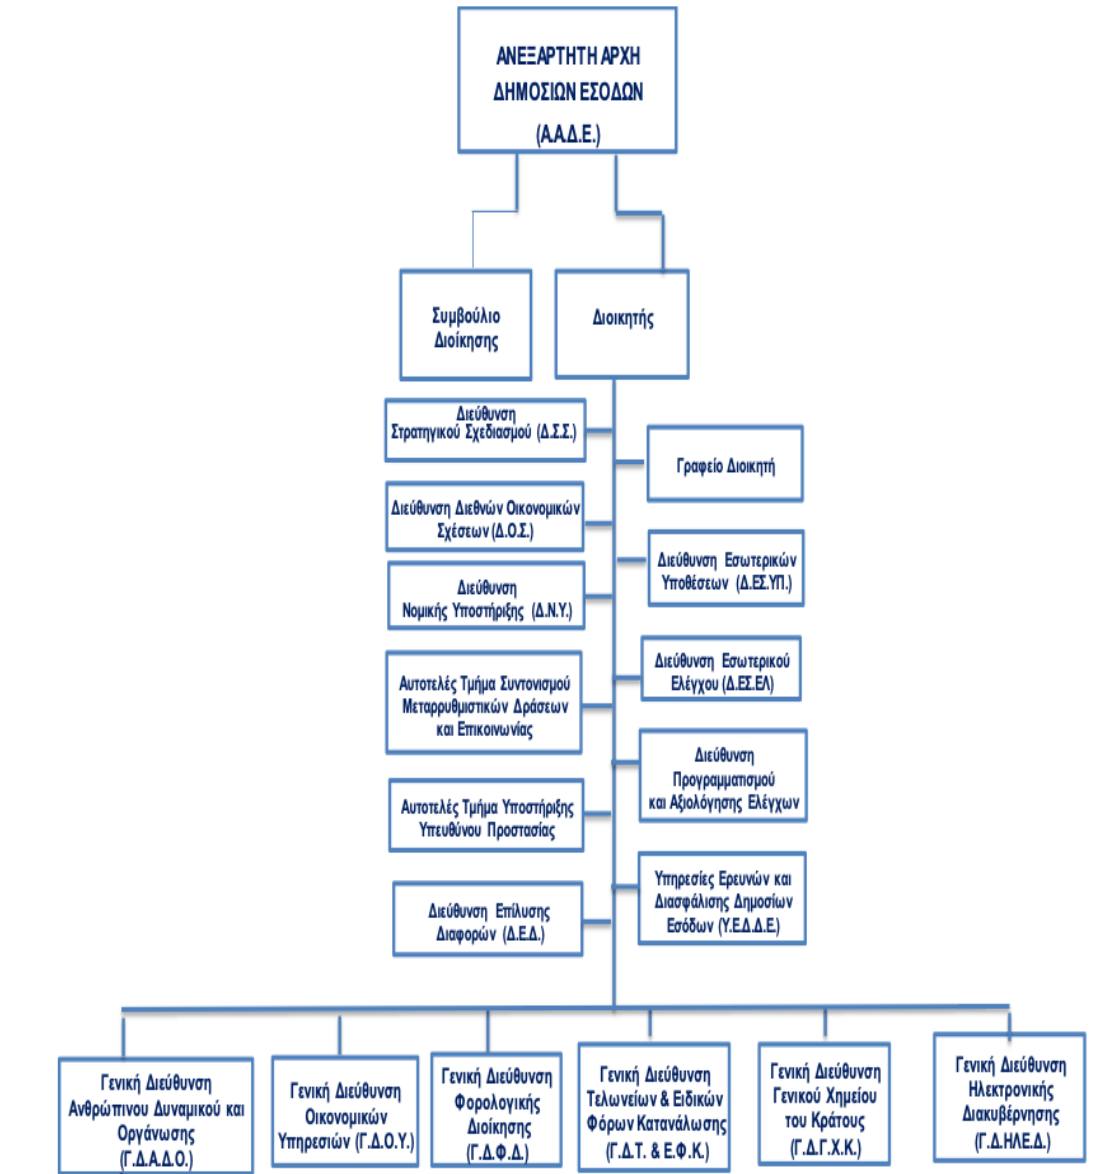 ΑΝΕΞΑΡΤΗΤΗ ΑΡΧΗ
ΔΗΜΟΣΙΩΝ ΕΣΟΔΩΝ
(Α.Α.Δ.Ε.)
Συμβούλιο
Διοίκησης
Διοικητής
Διεύθυνση
Στρατηγικού Σχεδιασμού (Δ.Σ.Σ.)
Γραφείο Διοικητή
Διεύθυνση Διεθνών Οικονομικών
Σχέσεων (Δ.Ο.Σ.)
Διεύθυνση Εσωτερικών
Υποθέσεων (Δ.ΕΣ.ΥΠ.)
Διεύθυνση
Νομικής Υποστήριξης (Δ.Ν.Υ.)
Διεύθυνση Εσωτερικού
Ελέγχου (Δ.ΕΣ.ΕΛ)
Αυτοτελές Τμήμα Συντονισμού
Μεταρρυθμιστικών Δράσεων
και Επικοινωνίας
Διεύθυνση
Προγραμματισμού
και Αξιολόγησης Ελέγχων
Αυτοτελές Τμήμα Υποστήριξης
Υπευθύνου Προστασίας
Υπηρεσίες Ερευνών και
Διασφάλισης Δημοσίων
Εσόδων (Υ.Ε.Δ.Δ.Ε.)
Διεύθυνση Επίλυσης
Διαφορών (Δ.Ε.Δ.)
Γενική Διεύθυνση
Ανθρώπινου Δυναμικού και
Οργάνωσης
(Γ.Δ.Α.Δ.Ο.)
Γενική Διεύθυνση
Οικονομικών
Υπηρεσιών (Γ.Δ.Ο.Υ.)
Γενική Διεύθυνση
Φορολογικής
Διοίκησης
(Γ.Δ.Φ.Δ.)
Γενική Διεύθυνση
Τελωνείων & Ειδικών
Φόρων Κατανάλωσης
(Γ.Δ.Τ. & Ε.Φ.Κ.)
Γενική Διεύθυνση
Γενικού Χημείου
του Κράτους
(Γ.Δ.Γ.Χ.Κ.)
Γενική Διεύθυνση
Ηλεκτρονικής
Διακυβέρνησης
(Γ.Δ.ΗΛΕ.Δ.)